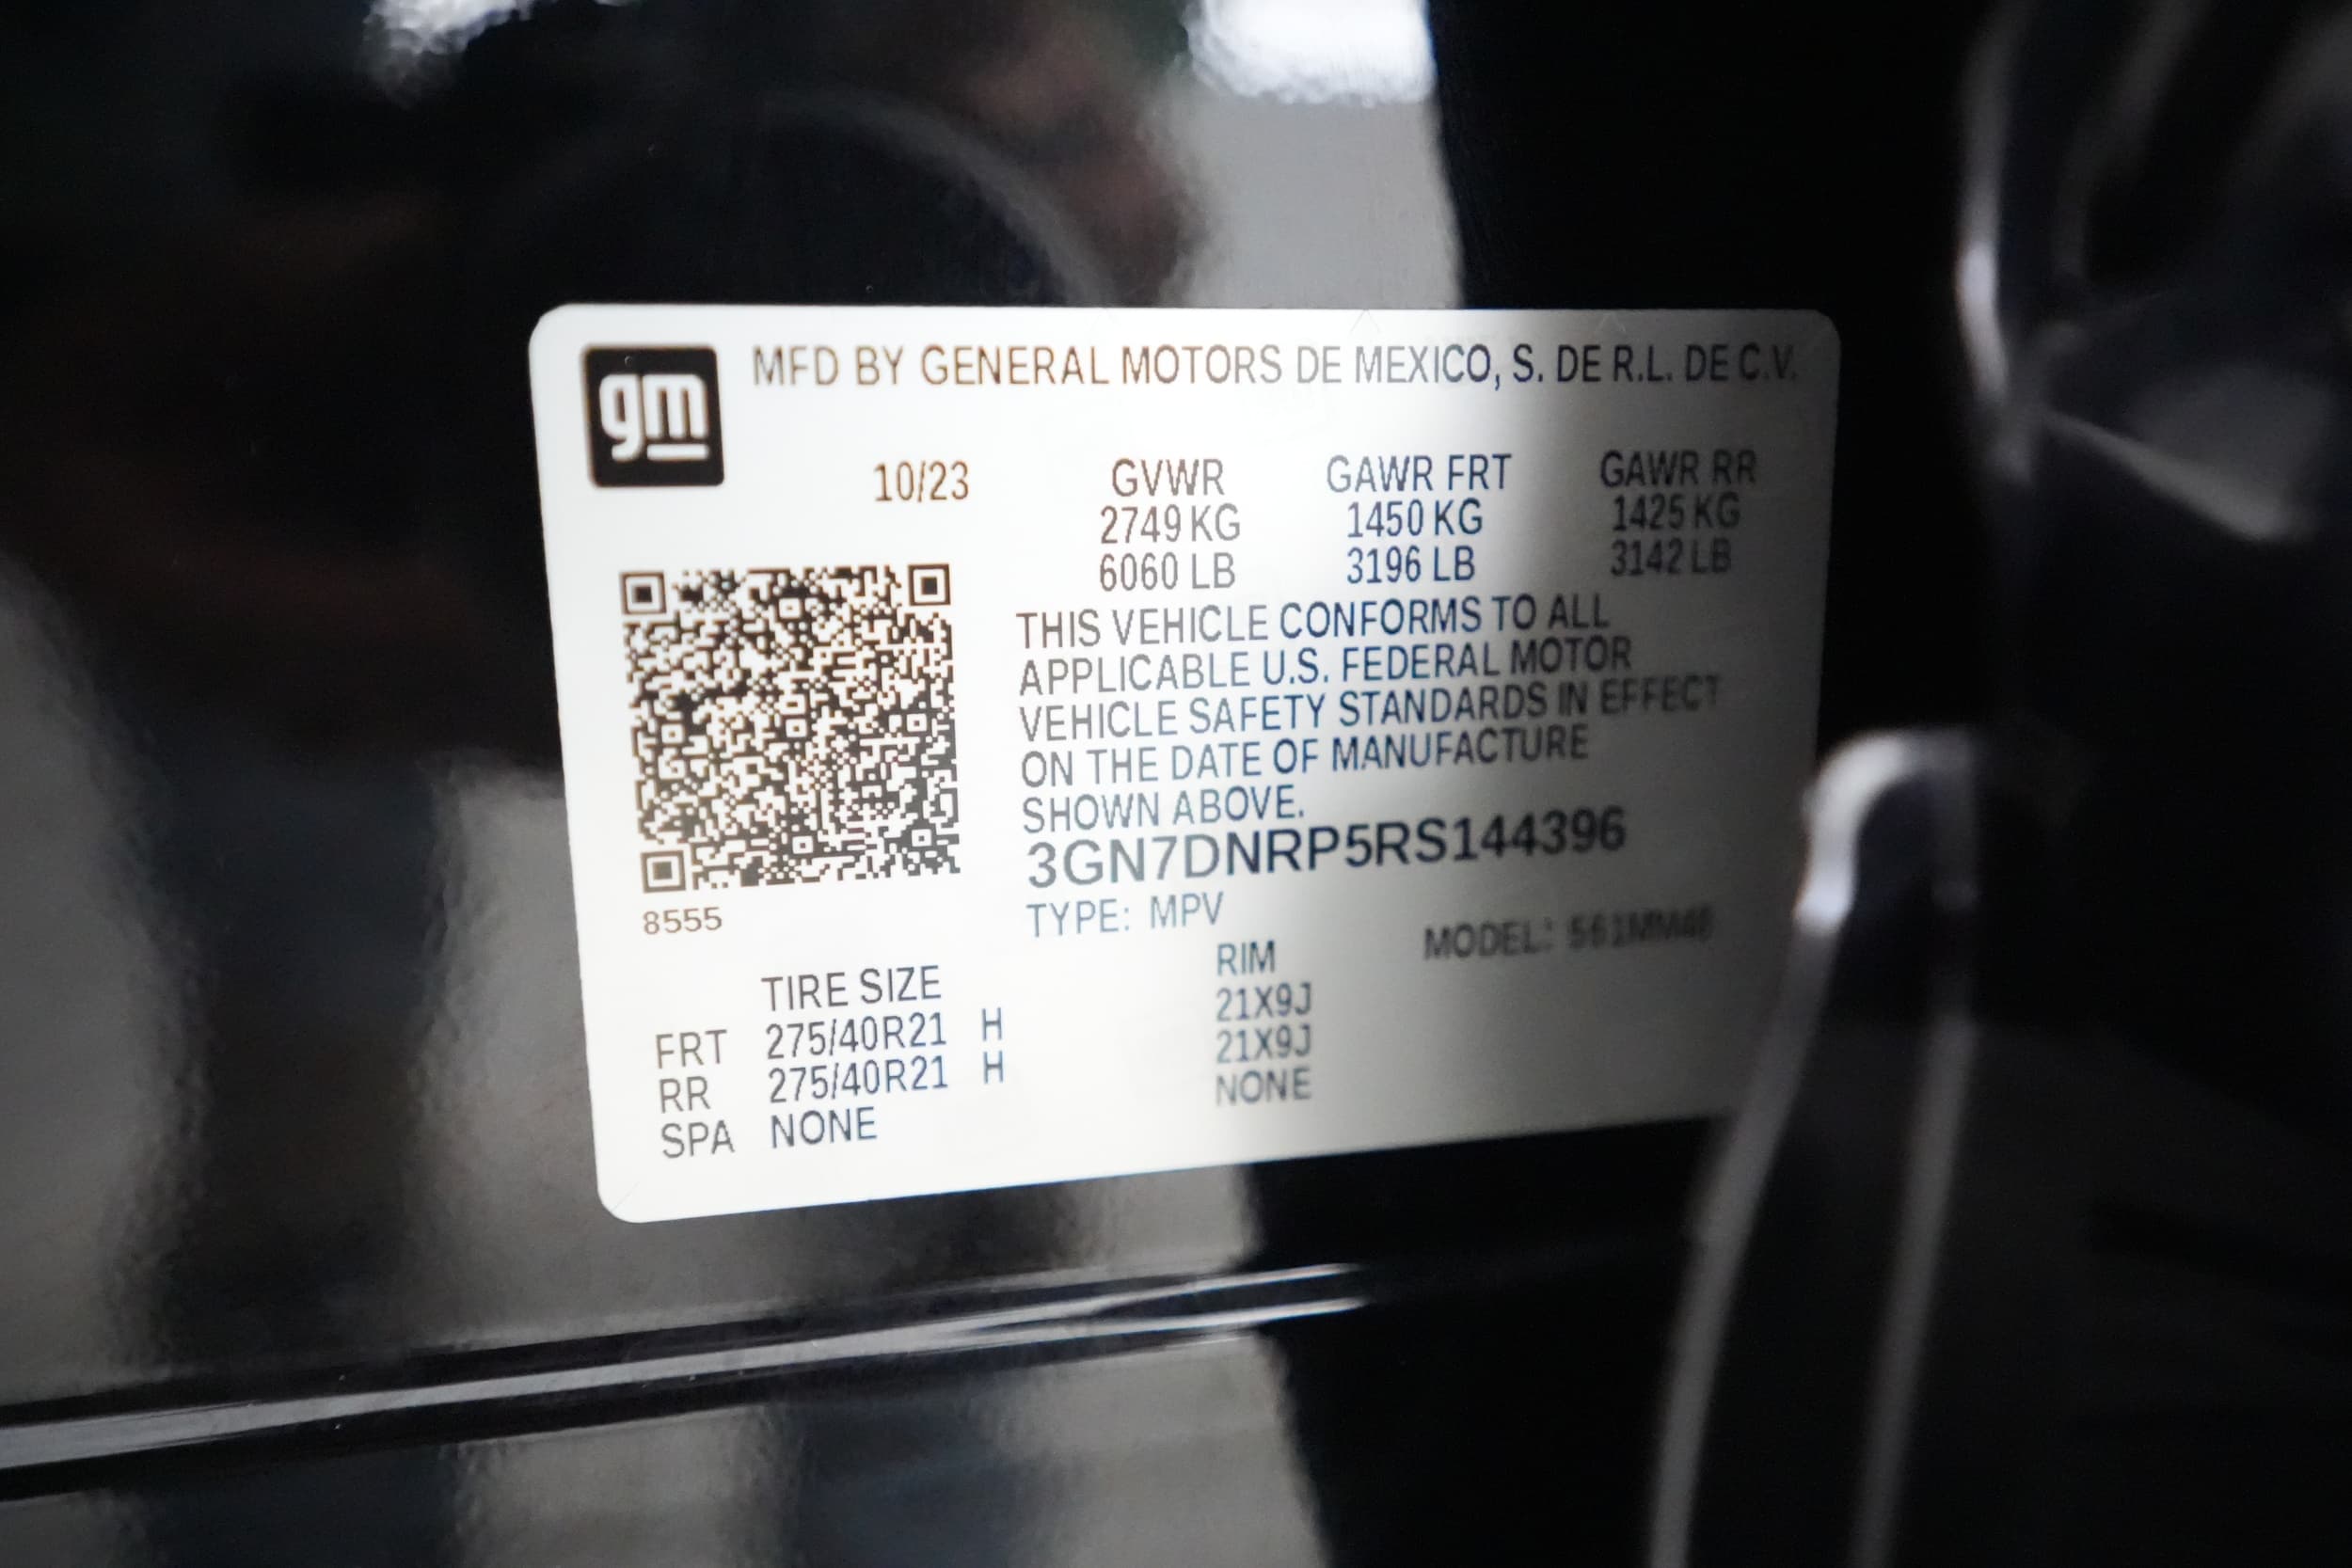 gm
MFD BY GENERAL MOTORS DE MEXICO, S. DE R.L. DE C.V.
10/23 GVWR GAWR FRT GAWR RR
2749 KG 1450 KG 1425 KG
6060 LB 3196 LB 3142 LB
THIS VEHICLE CONFORMS TO ALL
APPLICABLE U.S. FEDERAL MOTOR
VEHICLE SAFETY STANDARDS IN EFFECT
ON THE DATE OF MANUFACTURE
SHOWN ABOVE.
3GN7DNRP5RS144396
8555
TYPE: MPV MODEL:
TIRE SIZE RIM
FRT 275/40R21 H 21X9J
RR 275/40R21 H 21X9J
SPA NONE NONE